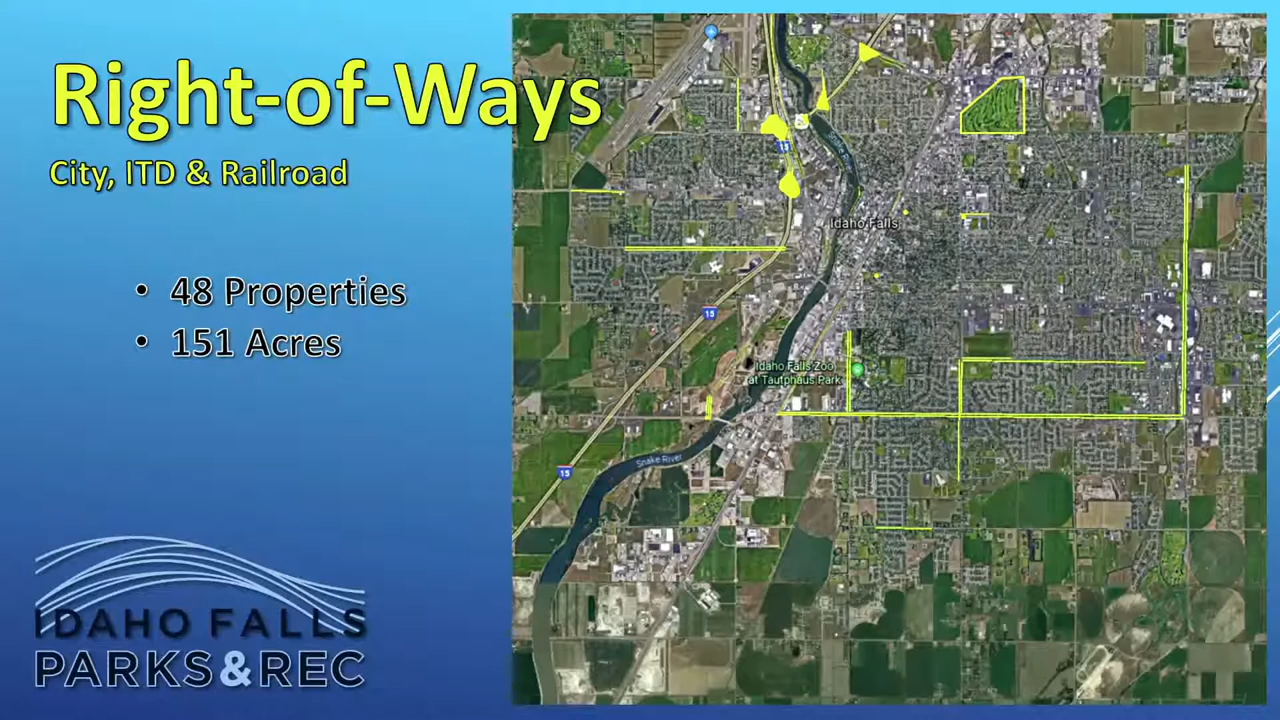 Right-of-Ways
City, ITD & Railroad
• 48 Properties
• 151 Acres
IDAHO FALLS
PARKS&REC
Idaho Falls
15
Idaho Falls Zoo
at Tautphaus Park
15
Snake River